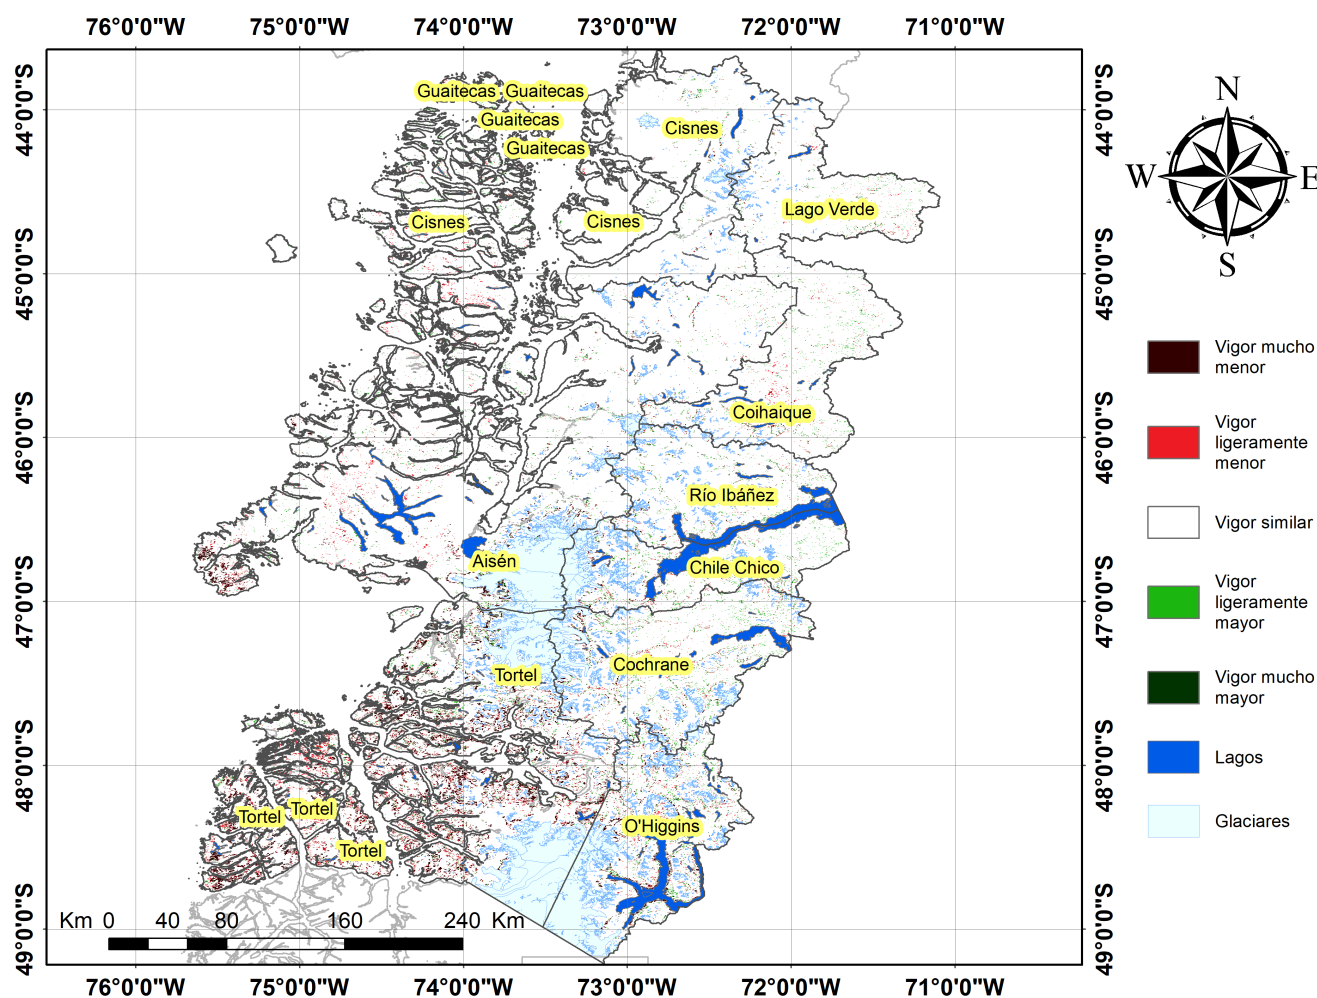 76°0'0"W 75°0'0"W 74°0'0"W 73°0'0"W 72°0'0"W 71°0'0"W
44°0'0"S
45°0'0"S
46°0'0"S
47°0'0"S
48°0'0"S
49°0'0"S
Guaitecas Guaitecas
Guaitecas
Cisnes
Guaitecas
Lago Verde
Cisnes
Cisnes
Coihaique
Río Ibáñez
Aisén
Chile Chico
Cochrane
Tortel
Tortel
Tortel
O'Higgins
Tortel
Km 0 40 80 160 240 Km
44°0'0"S
45°0'0"S
46°0'0"S
47°0'0"S
48°0'0"S
49°0'0"S
76°0'0"W 75°0'0"W 74°0'0"W 73°0'0"W 72°0'0"W 71°0'0"W
N
W E
S
Vigor mucho
menor
Vigor
ligeramente
menor
Vigor similar
Vigor
ligeramente
mayor
Vigor mucho
mayor
Lagos
Glaciares